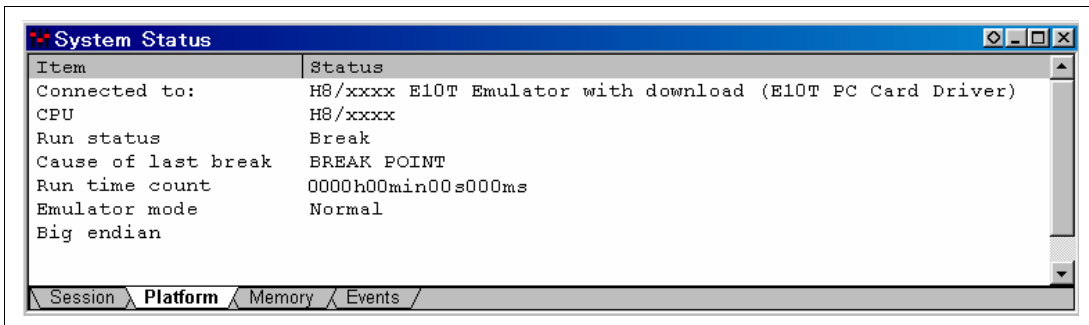 System Status
Item Status
Connected to: H8/xxxx E10T Emulator with download (E10T PC Card Driver)
CPU H8/xxxx
Run status Break
Cause of last break BREAK POINT
Run time count 0000h00min00s000ms
Emulator mode Normal
Big endian
Session Platform Memory Events